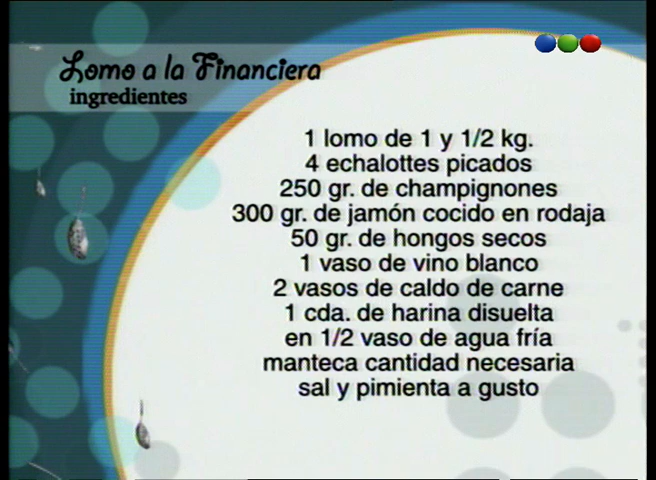 Lomo a la Financiera
ingredientes
1 lomo de 1 y 1/2 kg.
4 echalottes picados
250 gr. de champignones
300 gr. de jamón cocido en rodaja
50 gr. de hongos secos
1 vaso de vino blanco
2 vasos de caldo de carne
1 cda. de harina disuelta
en 1/2 vaso de agua fría
manteca cantidad necesaria
sal y pimienta a gusto